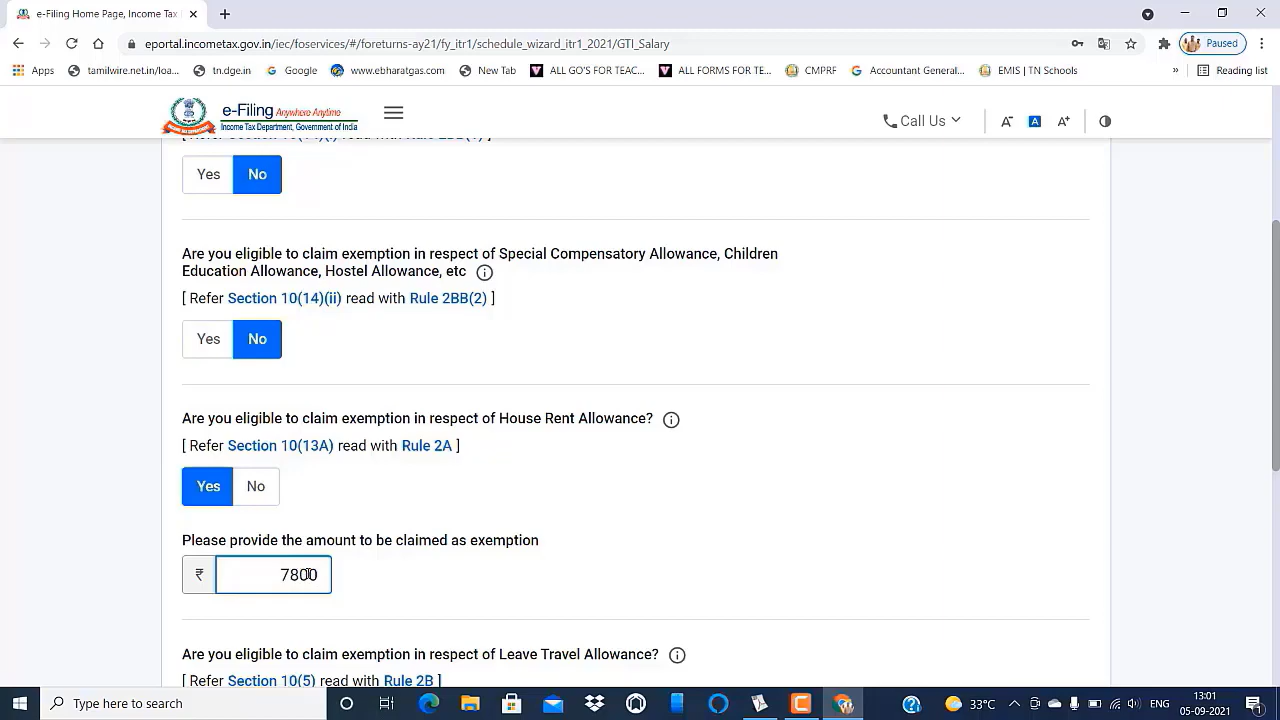 e-Filing Home Page, Income Tax D
eportal.incometax.gov.in/iec/foservices/#/foreturns-ay21/fy_itr1/schedule_wizard_itr1_2021/GTI_Salary
Paused
Apps
tamilwire.net.in/loa...
tn.dge.in
Google
www.ebharatgas.com
New Tab
ALL GO'S FOR TEAC...
ALL FORMS FOR TE...
CMPRF
Accountant General...
EMIS | TN Schools
»
Reading list
e-Filing Anywhere Anytime
Income Tax Department, Government of India
Call Us
A-
A
A+
Yes
No
Are you eligible to claim exemption in respect of Special Compensatory Allowance, Children
Education Allowance, Hostel Allowance, etc
[ Refer Section 10(14)(ii) read with Rule 2BB(2) ]
Yes
No
Are you eligible to claim exemption in respect of House Rent Allowance?
[ Refer Section 10(13A) read with Rule 2A ]
Yes
No
Please provide the amount to be claimed as exemption
₹ 7800
Are you eligible to claim exemption in respect of Leave Travel Allowance?
[ Refer Section 10(5) read with Rule 2B ]
Type here to search
33°C
ENG
13:01
05-09-2021